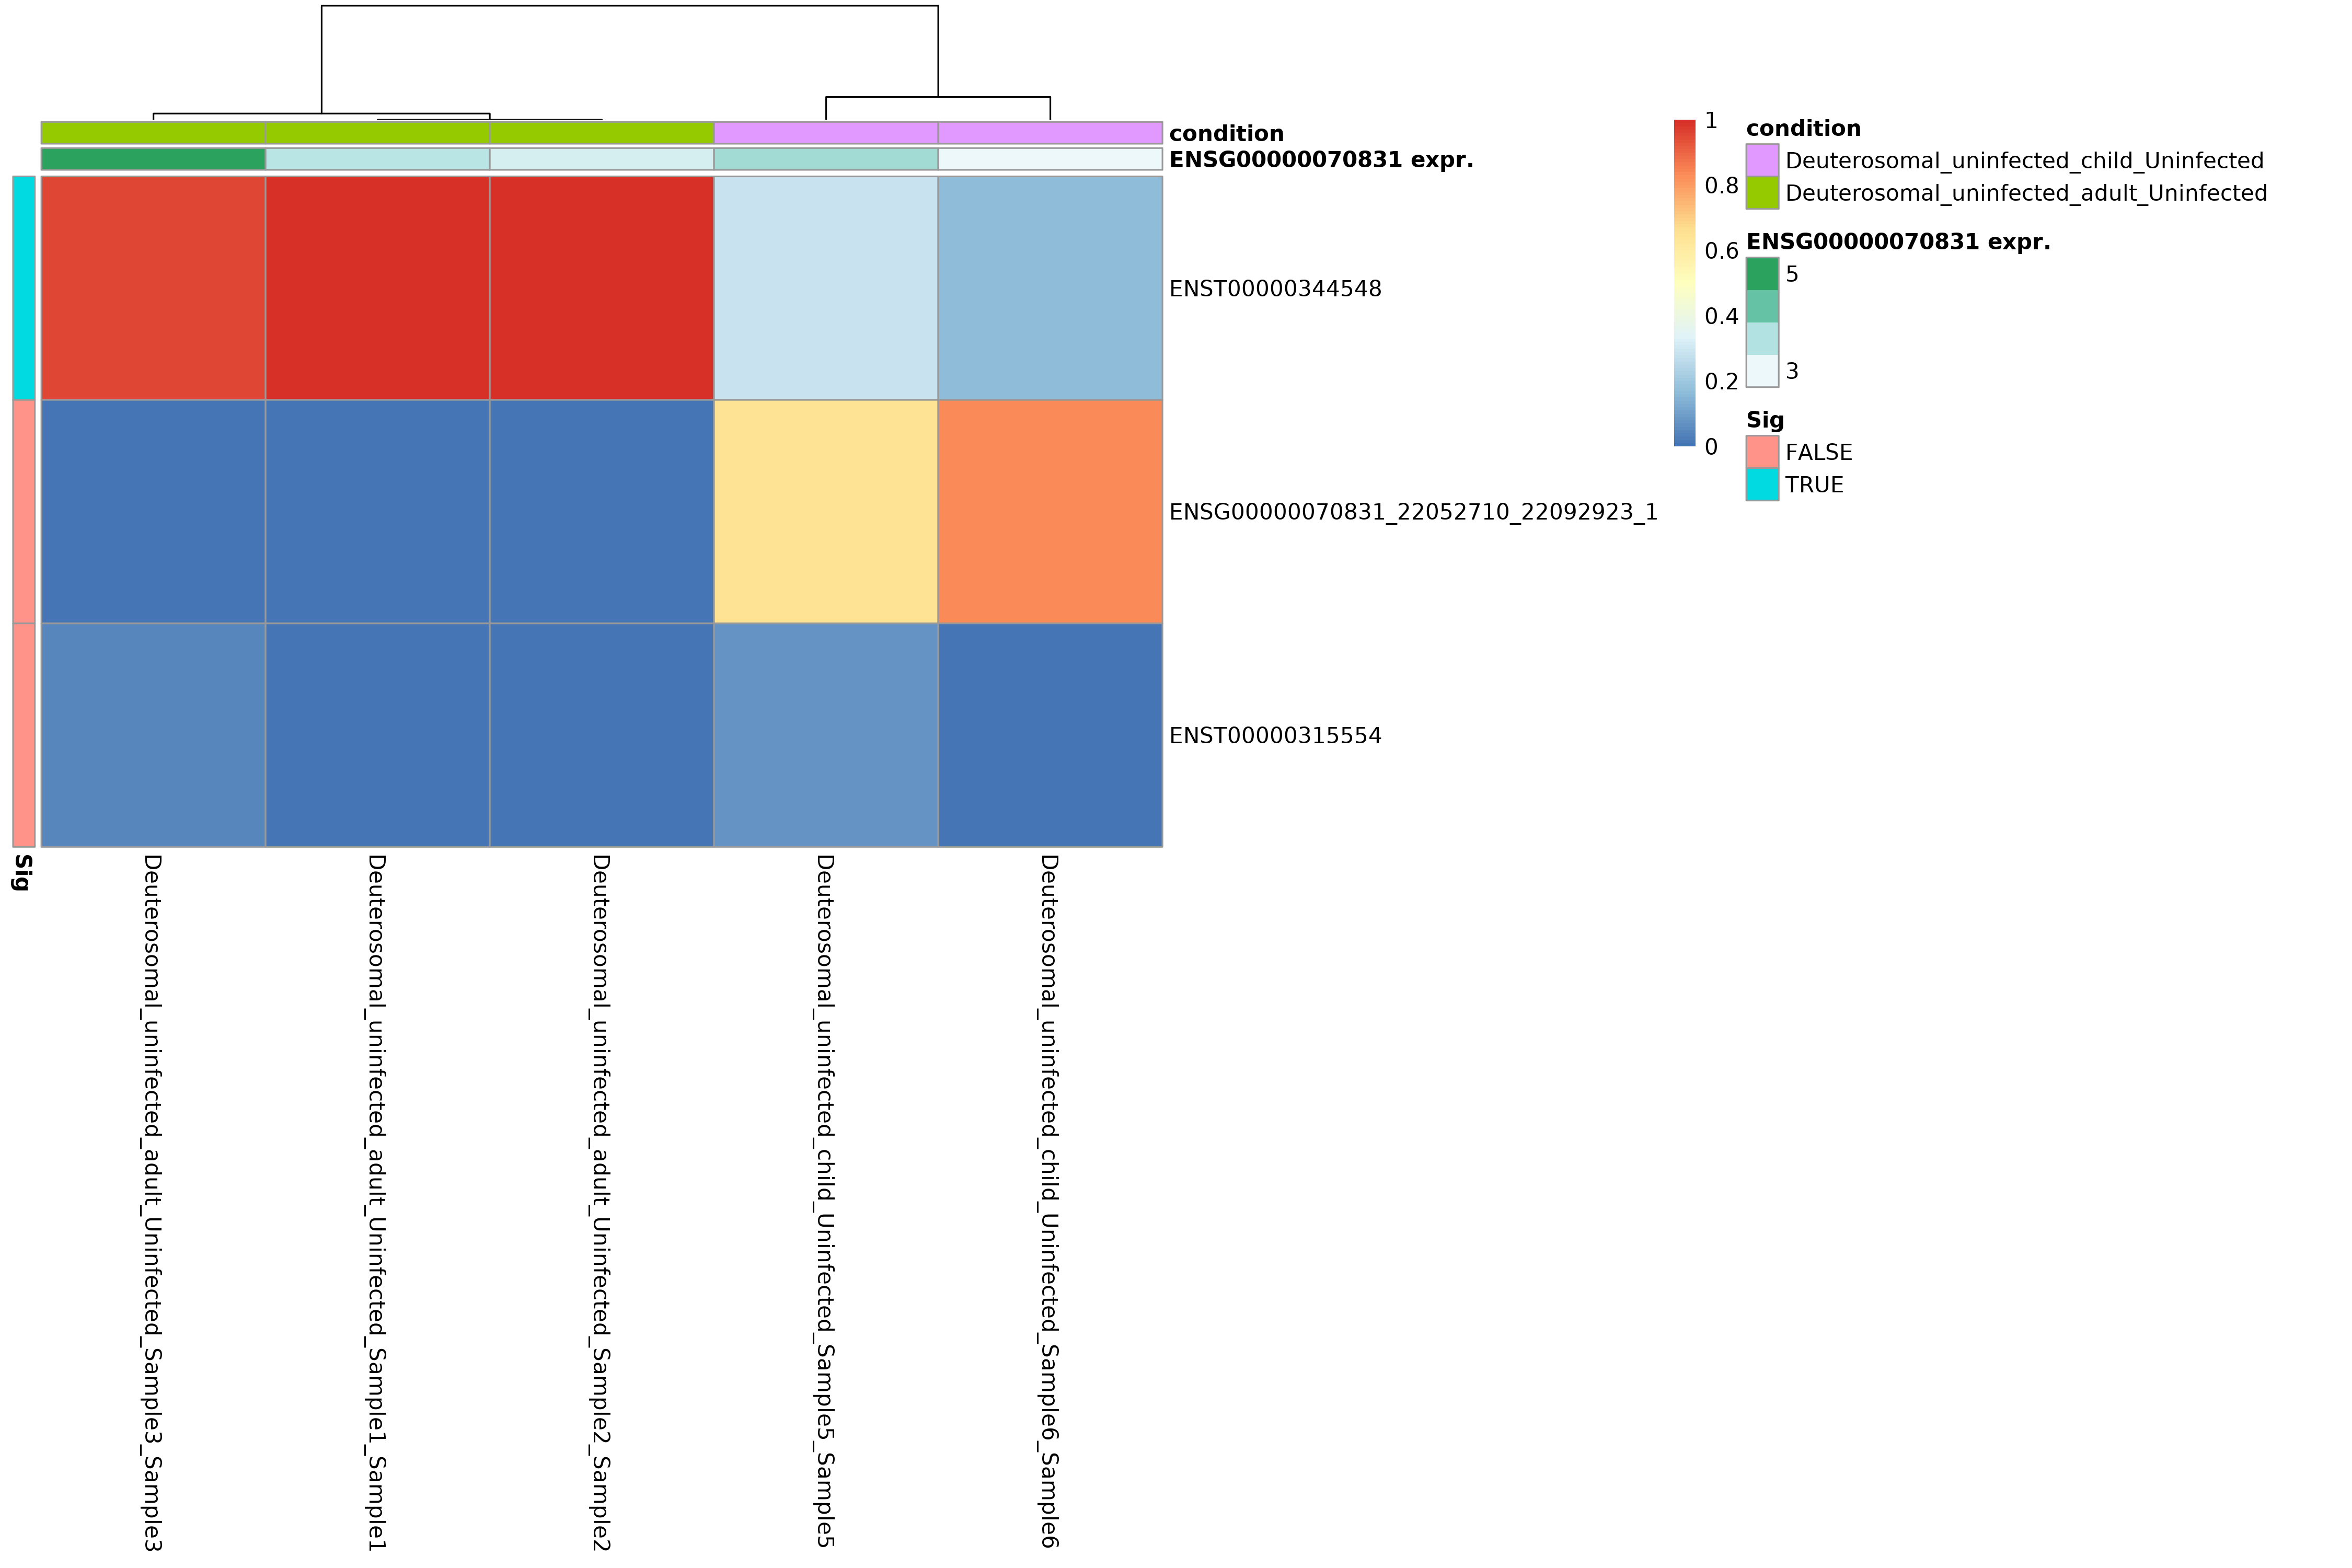 condition
ENSG00000070831 expr.
ENST00000344548
ENSG00000070831_22052710_22092923_1
ENST00000315554
Sig
Deuterosomal_uninfected_adult_Uninfected_Sample3_Sample3
Deuterosomal_uninfected_adult_Uninfected_Sample1_Sample1
Deuterosomal_uninfected_adult_Uninfected_Sample2_Sample2
Deuterosomal_uninfected_child_Uninfected_Sample5_Sample5
Deuterosomal_uninfected_child_Uninfected_Sample6_Sample6
1
0.8
0.6
0.4
0.2
0
condition
Deuterosomal_uninfected_child_Uninfected
Deuterosomal_uninfected_adult_Uninfected
ENSG00000070831 expr.
5
3
Sig
FALSE
TRUE